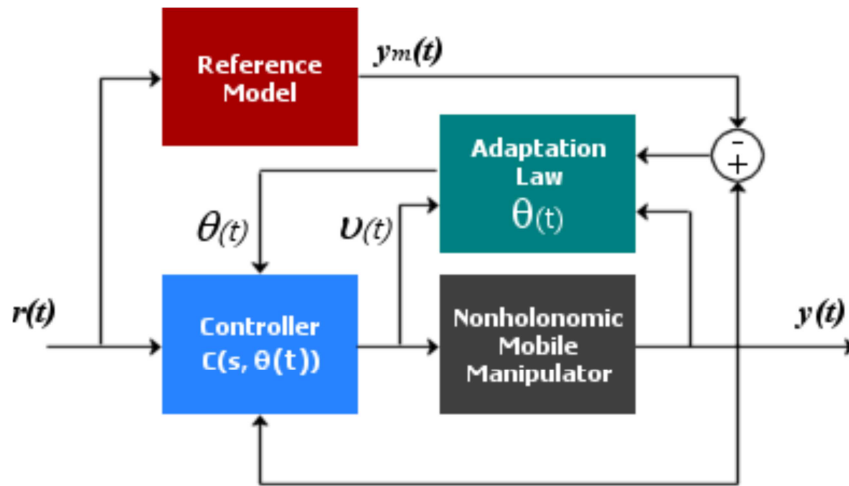 Reference
Model
ym(t)
-
+
Adaptation
Law
θ(t)
θ(t)
υ(t)
r(t)
Controller
C(s, θ(t))
Nonholonomic
Mobile
Manipulator
y(t)